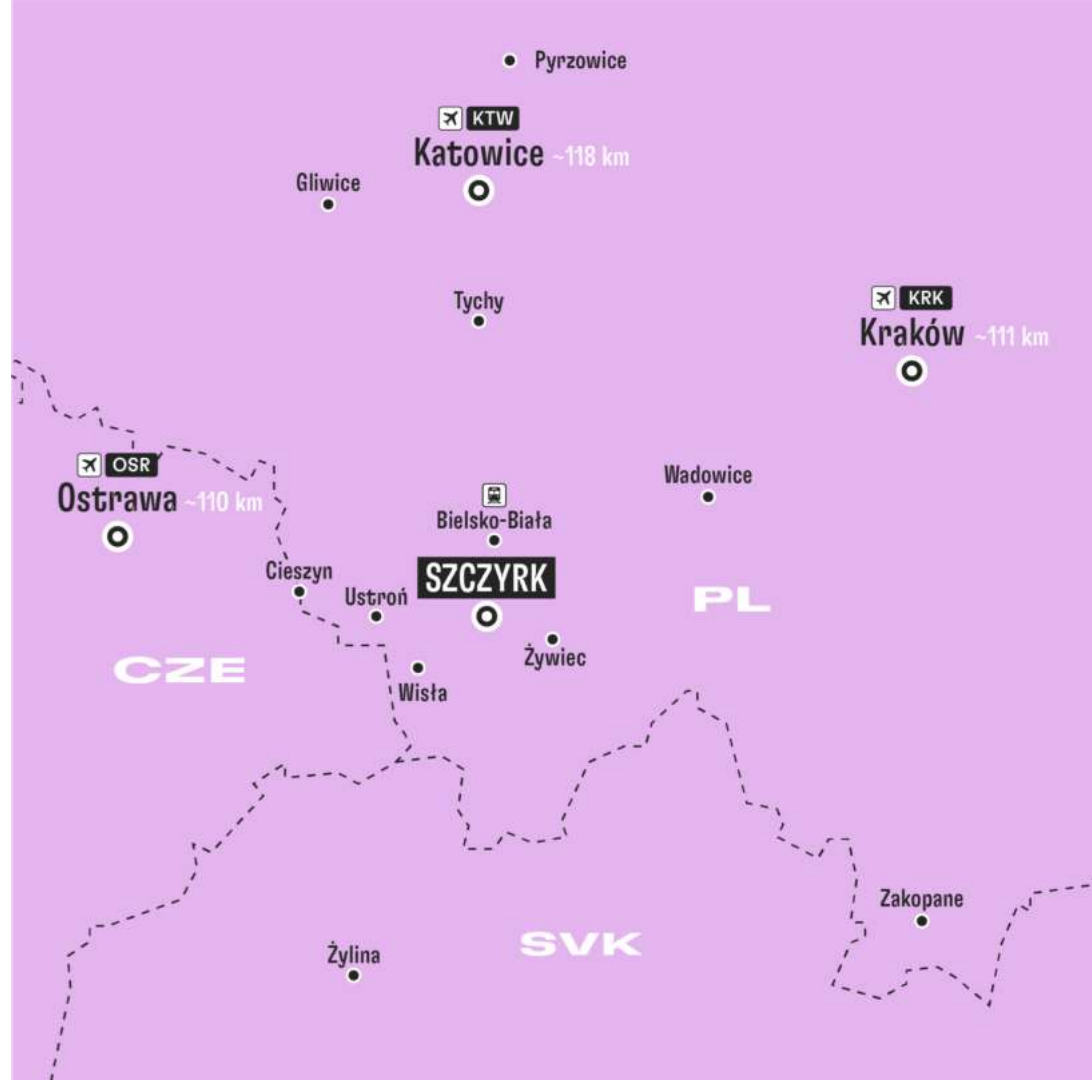 Pyrzowice
KTW
Katowice ~118 km
Gliwice
Tychy
KRK
Kraków ~111 km
OSR
Ostrawa ~110 km
Wadowice
Bielsko-Biała
Cieszyn
SZCZYRK
Ustroń
PL
Żywiec
CZE
Wisła
Zakopane
SVK
Żylina